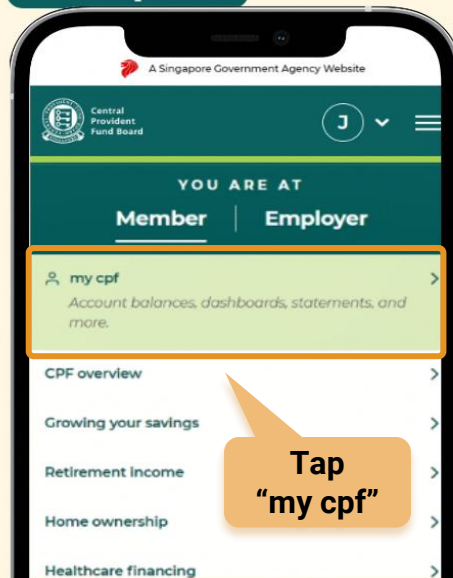 A Singapore Government Agency Website
Central
Provident
Fund Board
J
YOU ARE AT
Member | Employer
my cpf
Account balances, dashboards, statements, and
more.
CPF overview
Growing your savings
Retirement income
Home ownership
Healthcare financing
Tap
“my cpf”